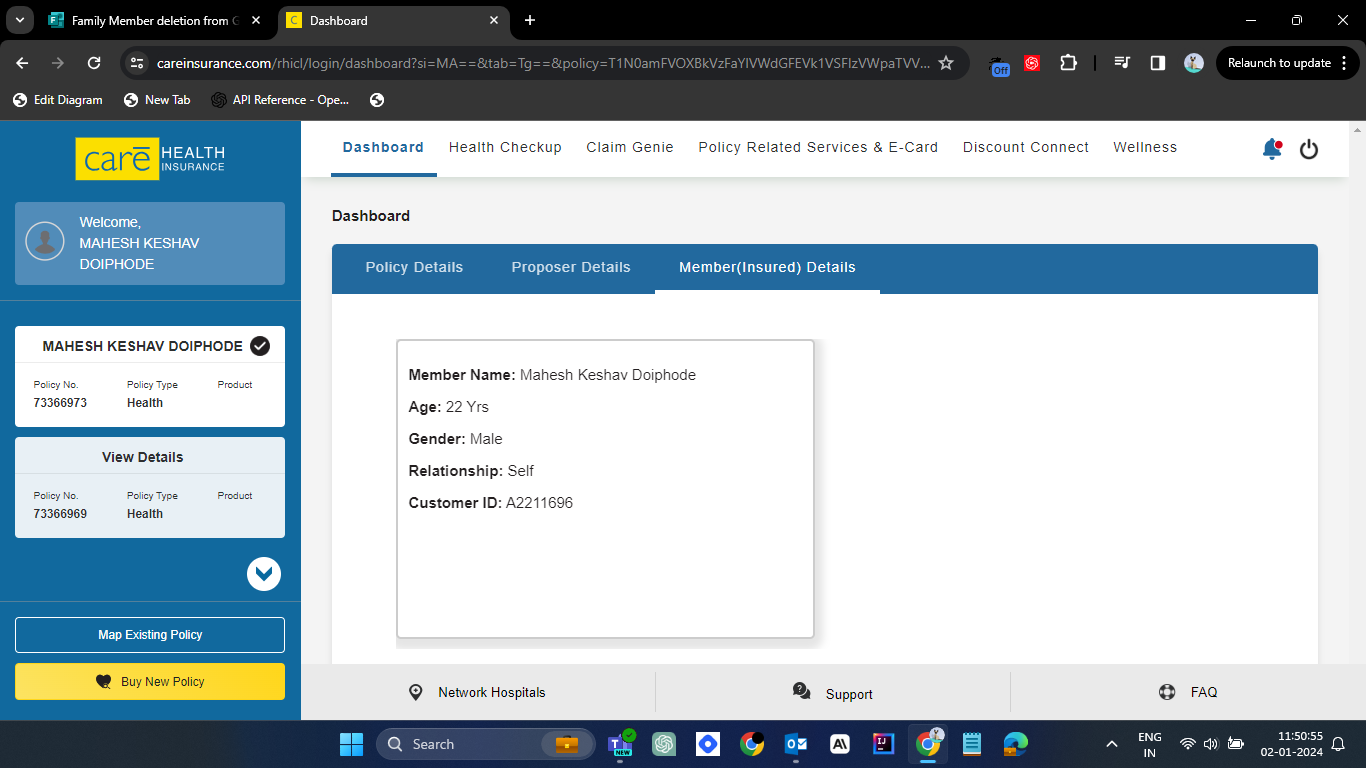 Family Member deletion from G
Dashboard
careinsurance.com/rhicl/login/dashboard?si=MA==&tab=Tg==&policy=T1N0amFVOXBkVzFaYlVWdGFEVk1VSFlzVWpaTVV...
Off
Relaunch to update
Edit Diagram
New Tab
API Reference - Ope...
care HEALTH
INSURANCE
Dashboard Health Checkup Claim Genie Policy Related Services & E-Card Discount Connect Wellness
Welcome,
MAHESH KESHAV
DOIPHODE
MAHESH KESHAV DOIPHODE
Policy No. Policy Type Product
73366973 Health
View Details
Policy No. Policy Type Product
73366969 Health
Map Existing Policy
Buy New Policy
Dashboard
Policy Details Proposer Details Member(Insured) Details
Member Name: Mahesh Keshav Doiphode
Age: 22 Yrs
Gender: Male
Relationship: Self
Customer ID: A2211696
Network Hospitals Support FAQ
Search
NEW
ENG
IN
11:50:55
02-01-2024